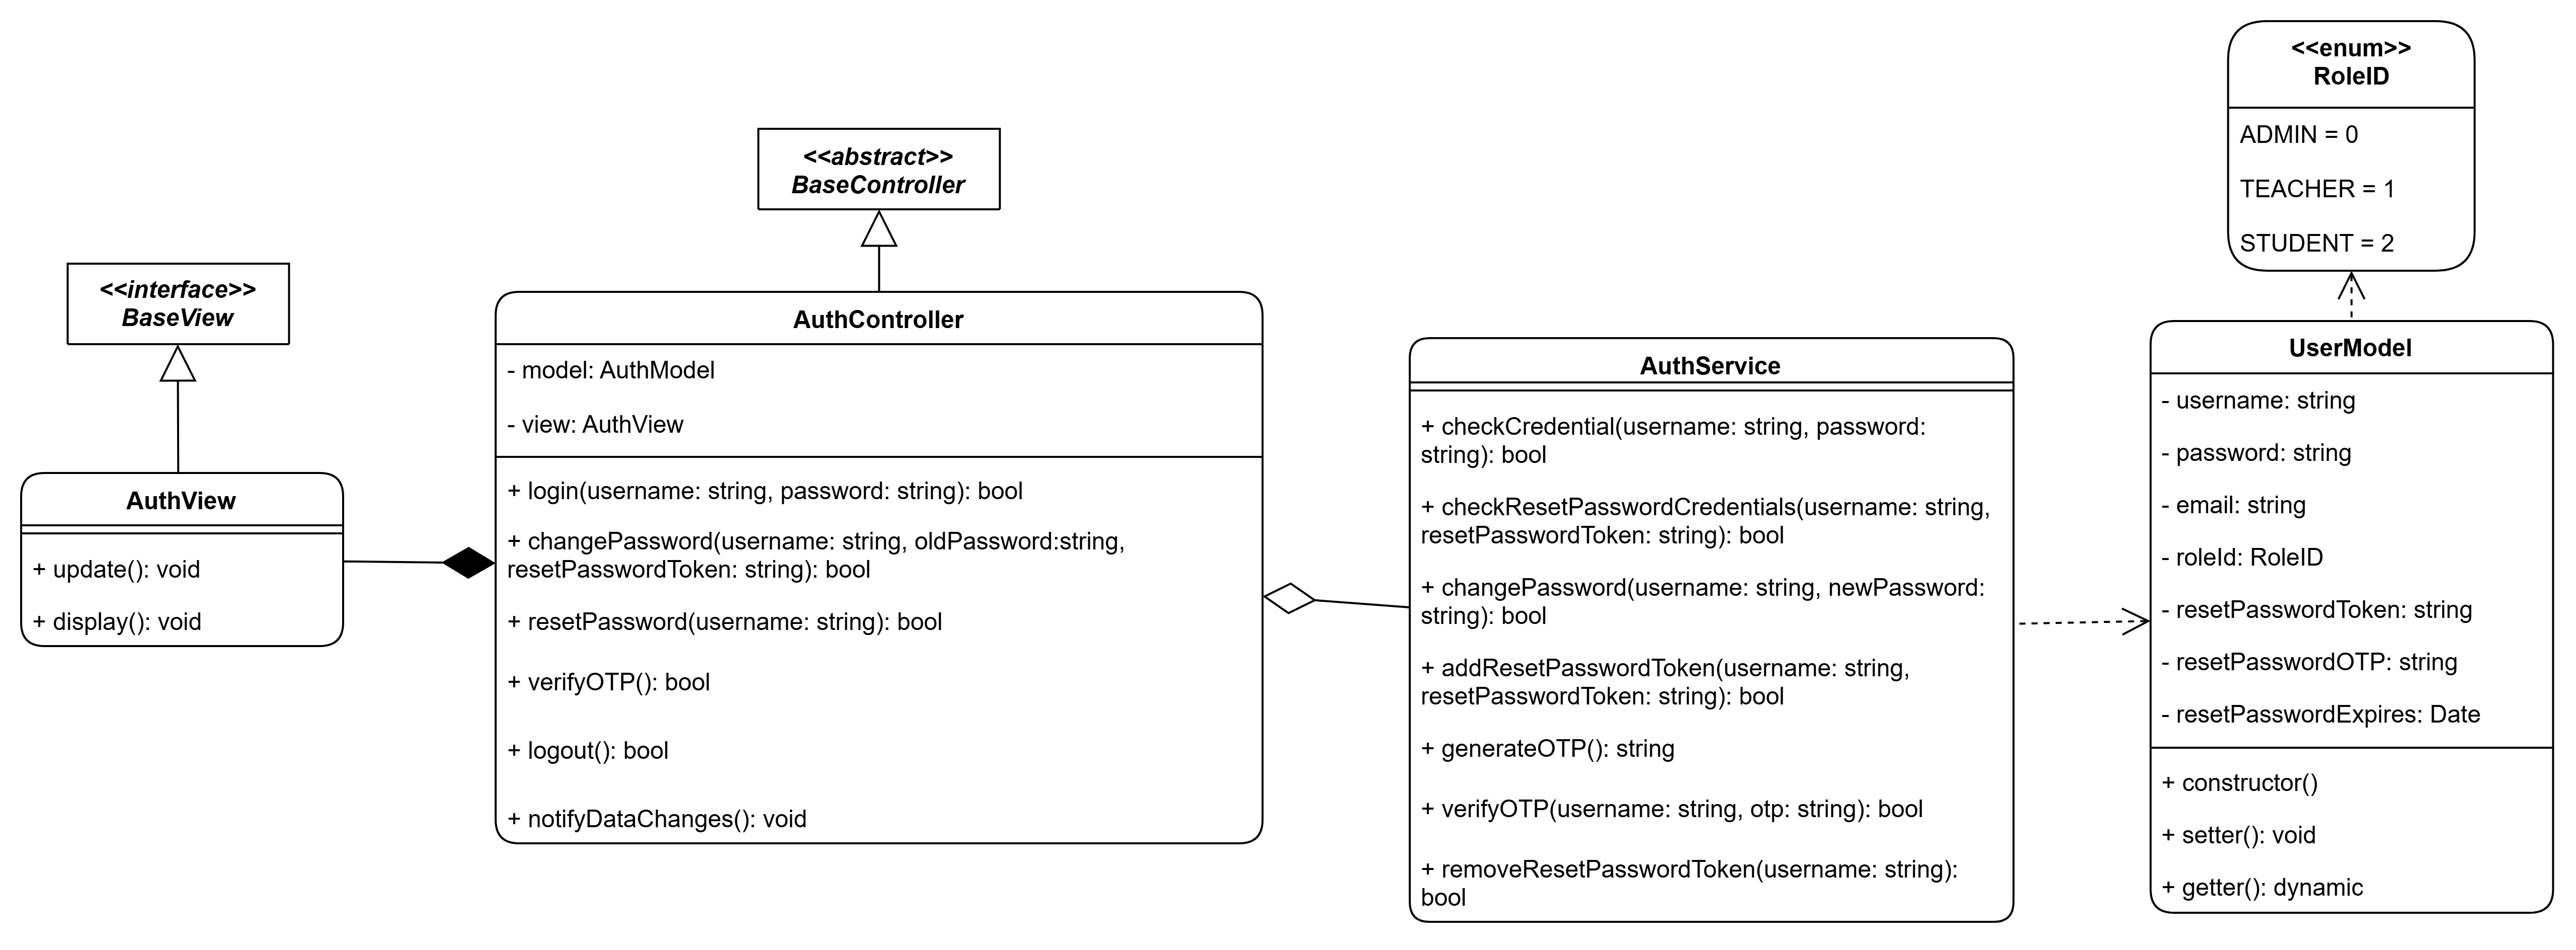 <<enum>>
RoleID
ADMIN = 0
TEACHER = 1
STUDENT = 2
<<abstract>>
BaseController
<<interface>>
BaseView
AuthView
+ update(): void
+ display(): void
AuthController
- model: AuthModel
- view: AuthView
+ login(username: string, password: string): bool
+ changePassword(username: string, oldPassword:string,
resetPasswordToken: string): bool
+ resetPassword(username: string): bool
+ verifyOTP(): bool
+ logout(): bool
+ notifyDataChanges(): void
AuthService
+ checkCredential(username: string, password:
string): bool
+ checkResetPasswordCredentials(username: string,
resetPasswordToken: string): bool
+ changePassword(username: string, newPassword:
string): bool
+ addResetPasswordToken(username: string,
resetPasswordToken: string): bool
+ generateOTP(): string
+ verifyOTP(username: string, otp: string): bool
+ removeResetPasswordToken(username: string):
bool
UserModel
- username: string
- password: string
- email: string
- roleId: RoleID
- resetPasswordToken: string
- resetPasswordOTP: string
- resetPasswordExpires: Date
+ constructor()
+ setter(): void
+ getter(): dynamic